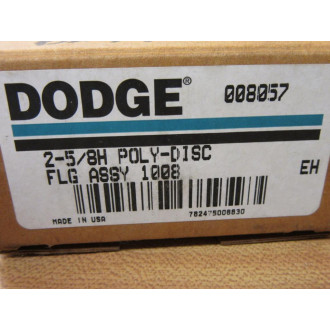 DODGE® 008057
2-5/8H POLY-DISC
FLG ASSY 1008 EH
MADE IN USA 782475008830